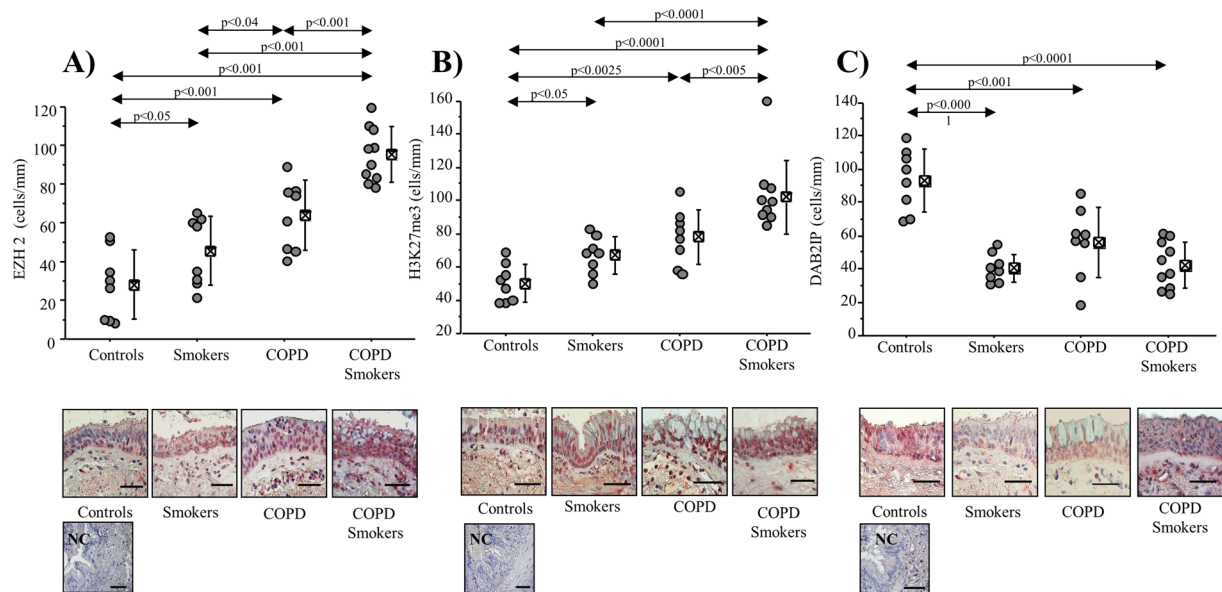 A)
p<0.04
p<0.001
p<0.001
p<0.001
p<0.001
p<0.05
EZH 2 (cells/mm)
120
100
80
60
40
20
0
Controls
Smokers
COPD
COPD
Smokers
B)
p<0.0001
p<0.0001
p<0.0025
p<0.005
p<0.05
H3K27me3 (cells/mm)
160
140
120
100
80
60
40
20
Controls
Smokers
COPD
COPD
Smokers
C)
p<0.0001
p<0.001
p<0.000
1
DAB2IP (cells/mm)
140
120
100
80
60
40
20
0
Controls
Smokers
COPD
COPD
Smokers
Controls
Smokers
COPD
COPD
Smokers
NC
Controls
Smokers
COPD
COPD
Smokers
NC
Controls
Smokers
COPD
COPD
Smokers
NC